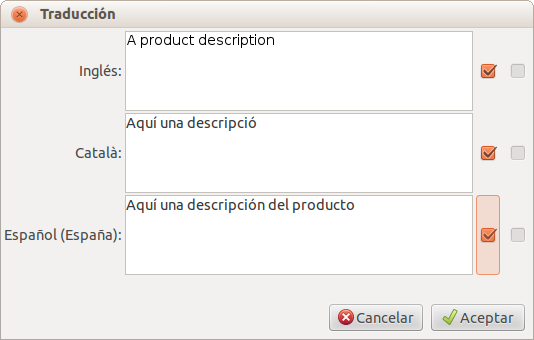 Traducción
Inglés:
A product description
Català:
Aquí una descripció
Español (España):
Aquí una descripción del producto
Cancelar
Aceptar